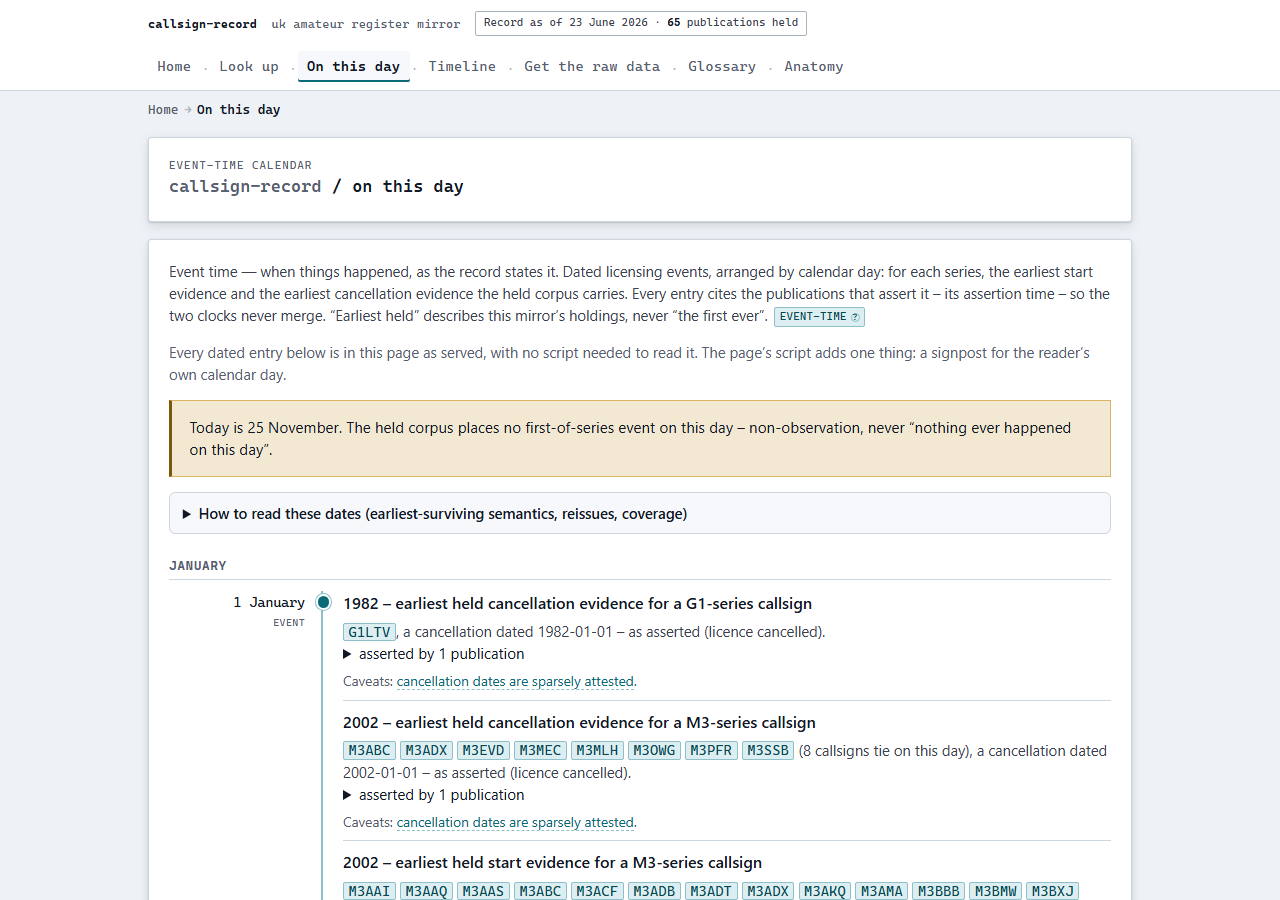 callsign-record uk amateur register mirror Record as of 23 June 2026 · 65 publications held
Home · Look up · On this day · Timeline · Get the raw data · Glossary · Anatomy
Home → On this day
EVENT-TIME CALENDAR
callsign-record / on this day
Event time — when things happened, as the record states it. Dated licensing events, arranged by calendar day: for each series, the earliest start
evidence and the earliest cancellation evidence the held corpus carries. Every entry cites the publications that assert it – its assertion time – so the
two clocks never merge. “Earliest held” describes this mirror’s holdings, never “the first ever”. EVENT-TIME ?
Every dated entry below is in this page as served, with no script needed to read it. The page’s script adds one thing: a signpost for the reader’s
own calendar day.
Today is 25 November. The held corpus places no first-of-series event on this day – non-observation, never “nothing ever happened
on this day”.
▶ How to read these dates (earliest-surviving semantics, reissues, coverage)
JANUARY
1 January
EVENT
1982 – earliest held cancellation evidence for a G1-series callsign
G1LTV, a cancellation dated 1982-01-01 – as asserted (licence cancelled).
▶ asserted by 1 publication
Caveats: cancellation dates are sparsely attested.
2002 – earliest held cancellation evidence for a M3-series callsign
M3ABC M3ADX M3EVD M3MEC M3MLH M3OWG M3PFR M3SSB (8 callsigns tie on this day), a cancellation dated
2002-01-01 – as asserted (licence cancelled).
▶ asserted by 1 publication
Caveats: cancellation dates are sparsely attested.
2002 – earliest held start evidence for a M3-series callsign
M3AAI M3AAQ M3AAS M3ABC M3ACF M3ADB M3ADT M3ADX M3AKQ M3AMA M3BBB M3BMW M3BXJ